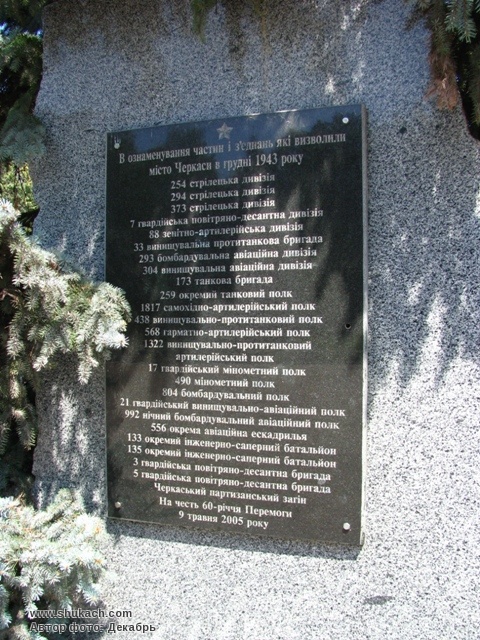 В ознаменування частин і з'єднань які визволили
місто Черкаси в грудні 1943 року
254 стрілецька дивізія
294 стрілецька дивізія
373 стрілецька дивізія
7 гвардійська повітряно-десантна дивізія
88 зенітно-артилерійська дивізія
33 винищувальна протитанкова бригада
293 бомбардувальна авіаційна дивізія
304 винищувальна авіаційна дивізія
173 танкова бригада
259 окремий танковий полк
1817 самохідно-артилерійський полк
438 винищувально-протитанковий полк
568 гарматно-артилерійський полк
1322 винищувально-протитанковий
артилерійський полк
17 гвардійський мінометний полк
490 мінометний полк
804 бомбардувальний полк
21 гвардійський винищувально-авіаційний полк
992 нічний бомбардувальний авіаційний полк
556 окрема авіаційна ескадрилья
133 окремий інженерно-саперний батальйон
135 окремий інженерно-саперний батальйон
3 гвардійська повітряно-десантна бригада
5 гвардійська повітряно-десантна бригада
Черкаський партизанський загін
На честь 60-річчя Перемоги
9 травня 2005 року
www.shukach.com
Автор фото: Декабрь